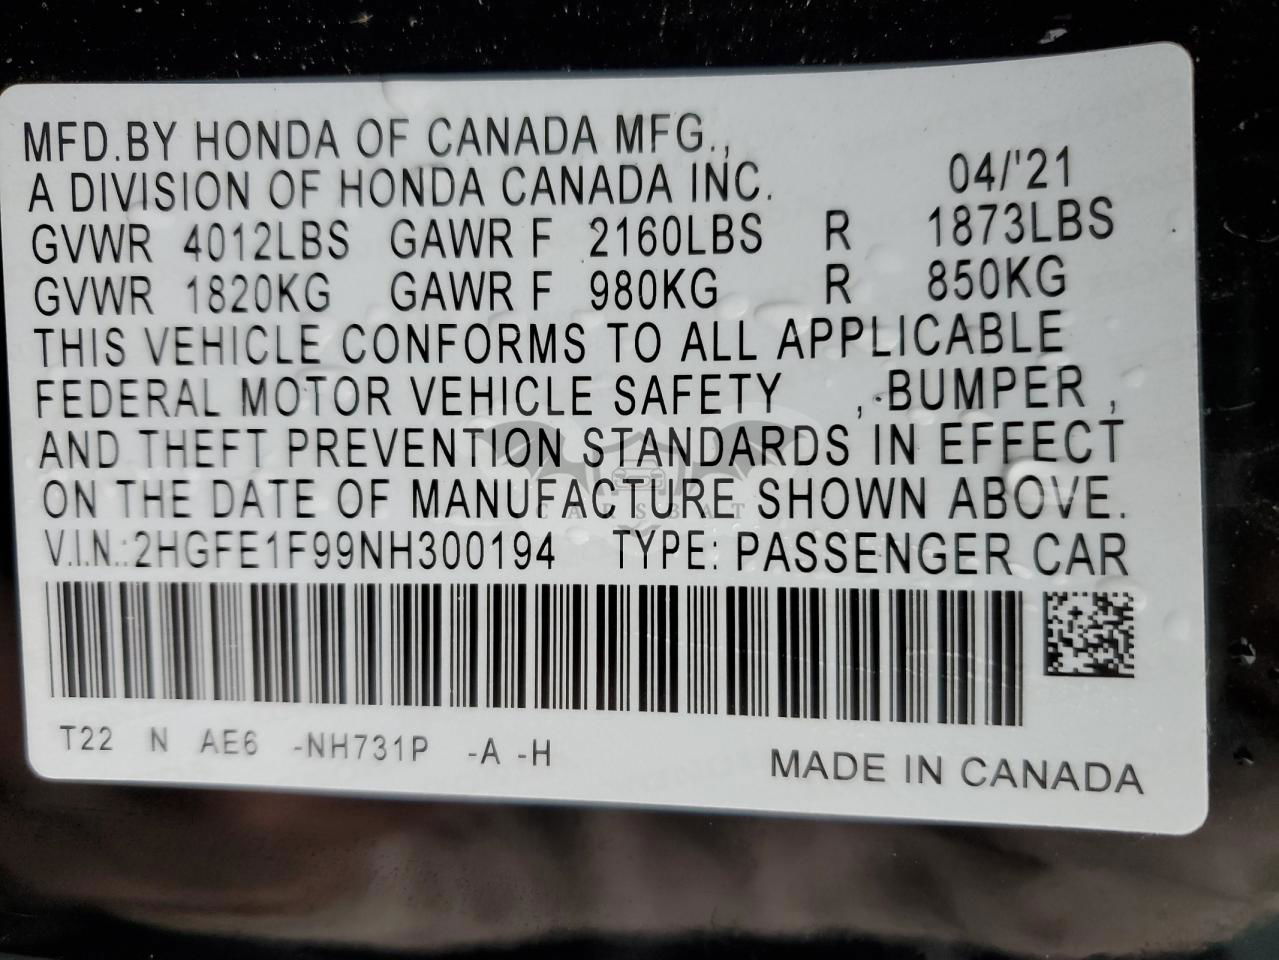 MFD.BY HONDA OF CANADA MFG.,
A DIVISION OF HONDA CANADA INC. 04/'21
GVWR 4012LBS GAWR F 2160LBS R 1873LBS
GVWR 1820KG GAWR F 980KG R 850KG
THIS VEHICLE CONFORMS TO ALL APPLICABLE
FEDERAL MOTOR VEHICLE SAFETY , BUMPER ,
AND THEFT PREVENTION STANDARDS IN EFFECT
ON THE DATE OF MANUFACTURE SHOWN ABOVE.
CARSBAT
V.I.N.:2HGFE1F99NH300194 TYPE: PASSENGER CAR
T22 N AE6 -NH731P -A -H
MADE IN CANADA